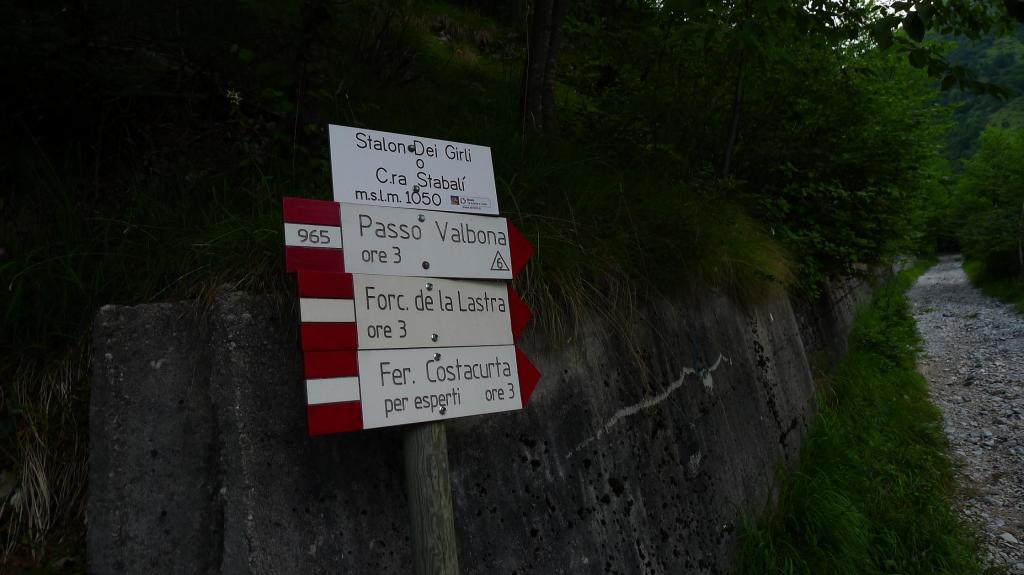 Stalon Dei Girli
o
C.ra Stabalí
m.s.l.m. 1050
965
Passo Valbona
ore 3
6
Forc. de la Lastra
ore 3
Fer. Costacurta
per esperti ore 3